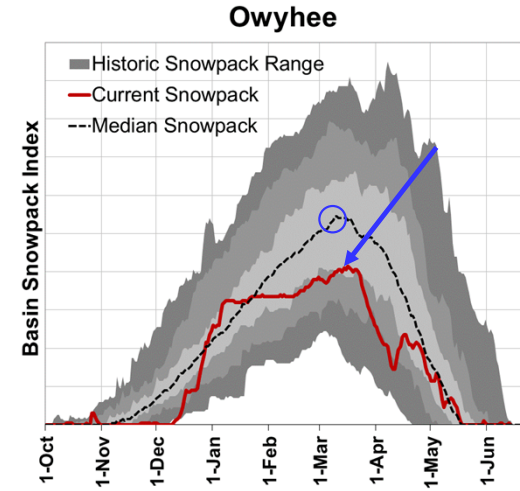 Owyhee
Historic Snowpack Range
Current Snowpack
Median Snowpack
Basin Snowpack Index
1-Oct
1-Nov
1-Dec
1-Jan
1-Feb
1-Mar
1-Apr
1-May
1-Jun